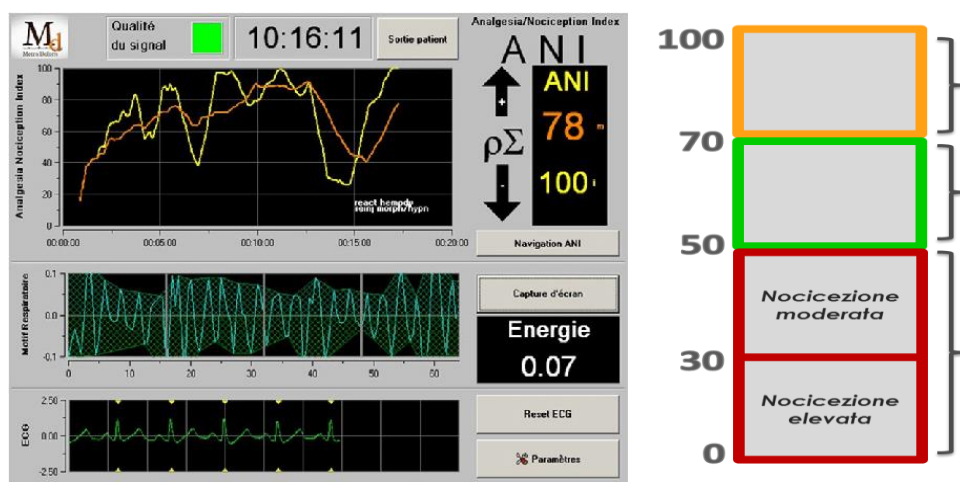 Md
MetroDoloris
Qualité
du signal
10:16:11
Sortie patient
Analgesia/Nociception Index
A N I
Analgesia Nociception Index
100
80
60
40
20
0
00:00:00
00:05:00
00:10:00
00:15:00
00:20:00
+
ρΣ
-
ANI
78 m
100 i
Navigation ANI
Motif Respiratoire
0.1
0.0
-0.1
0
10
20
30
40
50
60
Capture d'écran
Energie
0.07
ECG
2.50
0.00
-2.50
Reset ECG
Paramètres
100
70
50
Nocicezione
moderata
30
Nocicezione
elevata
0